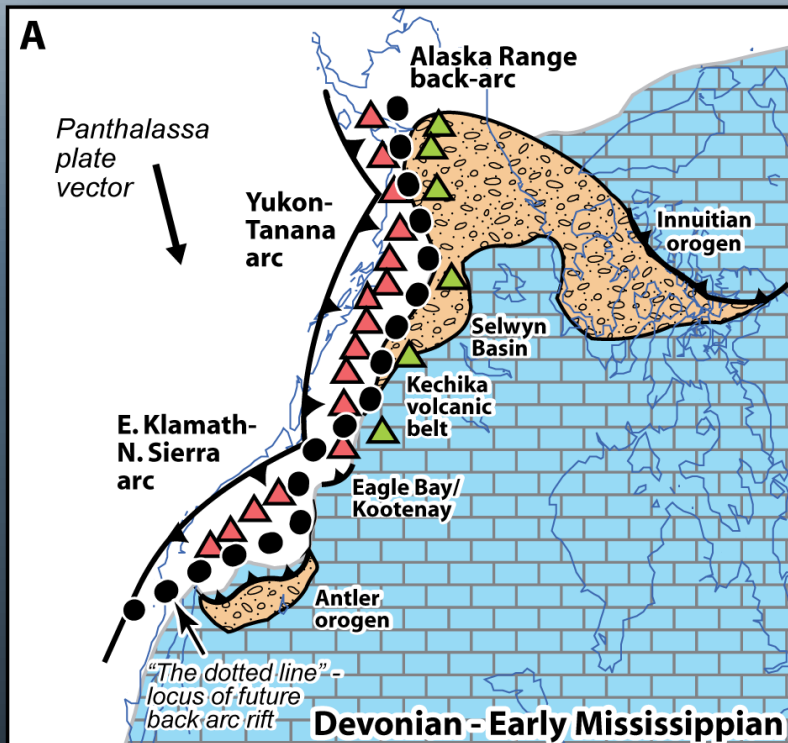 A
Alaska Range
back-arc
Panthalassa
plate
vector
Yukon-
Tanana
arc
Innuitian
orogen
Selwyn
Basin
Kechika
volcanic
belt
E. Klamath-
N. Sierra
arc
Eagle Bay/
Kootenay
Antler
orogen
“The dotted line” -
locus of future
back arc rift
Devonian - Early Mississippian